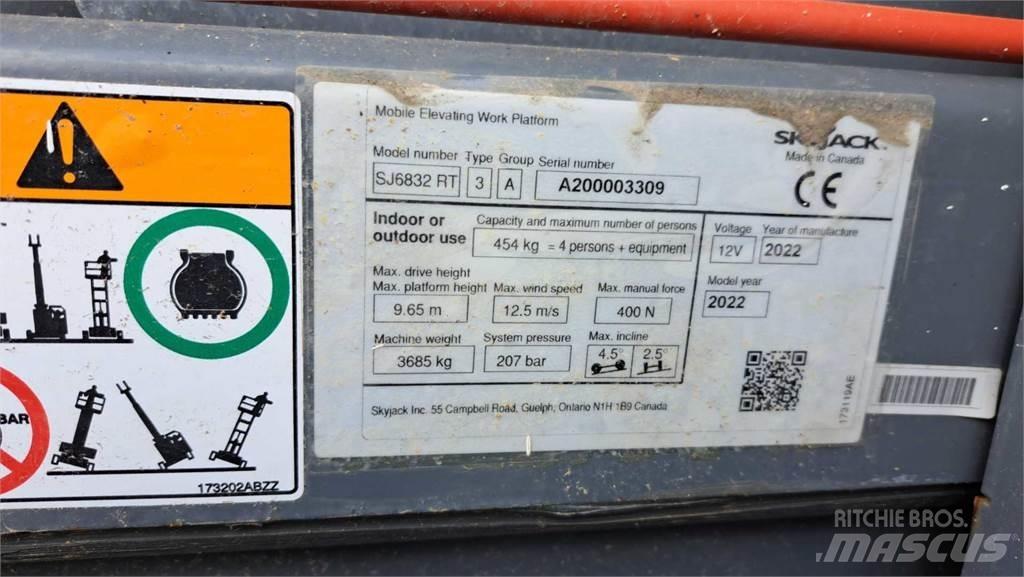 Mobile Elevating Work Platform
SKYJACK
Made in Canada
CE
Model number Type Group Serial number
SJ6832 RT 3 A A200003309
Indoor or
outdoor use
Capacity and maximum number of persons
454 kg = 4 persons + equipment
Voltage Year of manufacture
12V 2022
Max. drive height
Max. platform height Max. wind speed Max. manual force
9.65 m 12.5 m/s 400 N
Model year
2022
Machine weight System pressure Max. incline
3685 kg 207 bar 4.5° 2.5°
Skyjack Inc. 55 Campbell Road, Guelph, Ontario N1H 1B9 Canada
173119AE
BAR
173202ABZZ
RITCHIE BROS.
MASCUS